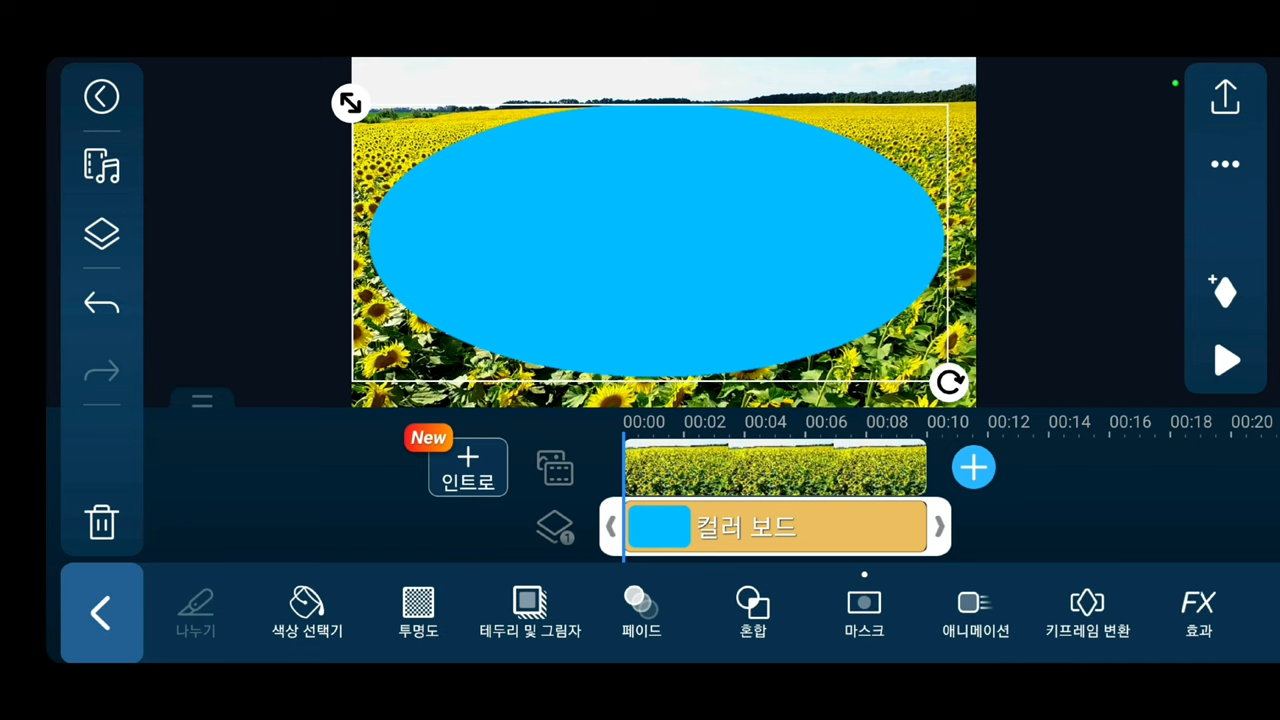 00:00 00:02 00:04 00:06 00:08 00:10 00:12 00:14 00:16 00:18 00:20
New
인트로
컬러 보드
1
나누기 색상 선택기 투명도 테두리 및 그림자 페이드 혼합 마스크 애니메이션 키프레임 변환 FX 효과